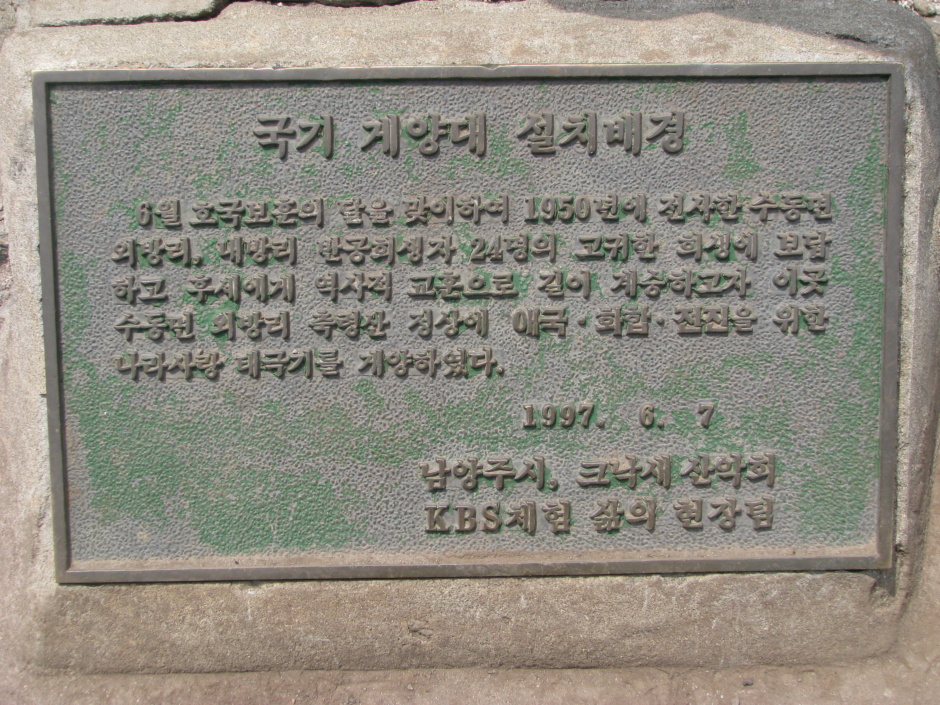 국기 게양대 설치배경
6월 호국보훈의 달을 맞이하여 1950년에 전사한 수동면
외방리, 내방리 반공희생자 24명의 고귀한 희생에 보답
하고 후세에게 역사적 교훈으로 길이 계승하고자 이곳
수동면 외방리 축령산 정상에 애국·화합·전진을 위한
나라사랑 태극기를 게양하였다.
1997. 6. 7
남양주시, 크낙새 산악회
KBS체험 삶의 현장팀